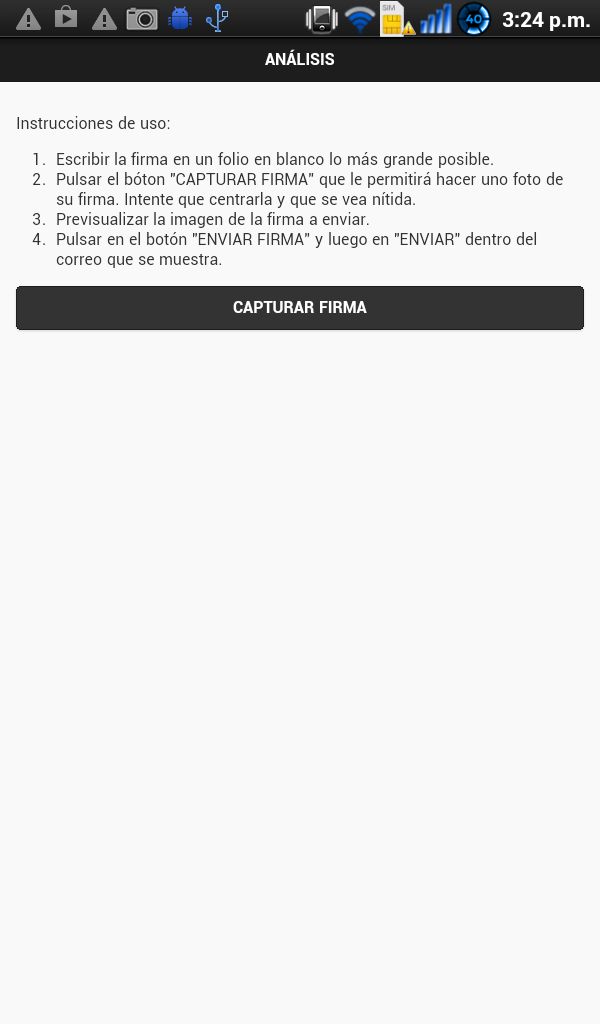 SIM
40
3:24 p.m.
ANÁLISIS
Instrucciones de uso:
1. Escribir la firma en un folio en blanco lo más grande posible.
2. Pulsar el bóton "CAPTURAR FIRMA" que le permitirá hacer uno foto de
su firma. Intente que centrarla y que se vea nítida.
3. Previsualizar la imagen de la firma a enviar.
4. Pulsar en el botón "ENVIAR FIRMA" y luego en "ENVIAR" dentro del
correo que se muestra.
CAPTURAR FIRMA